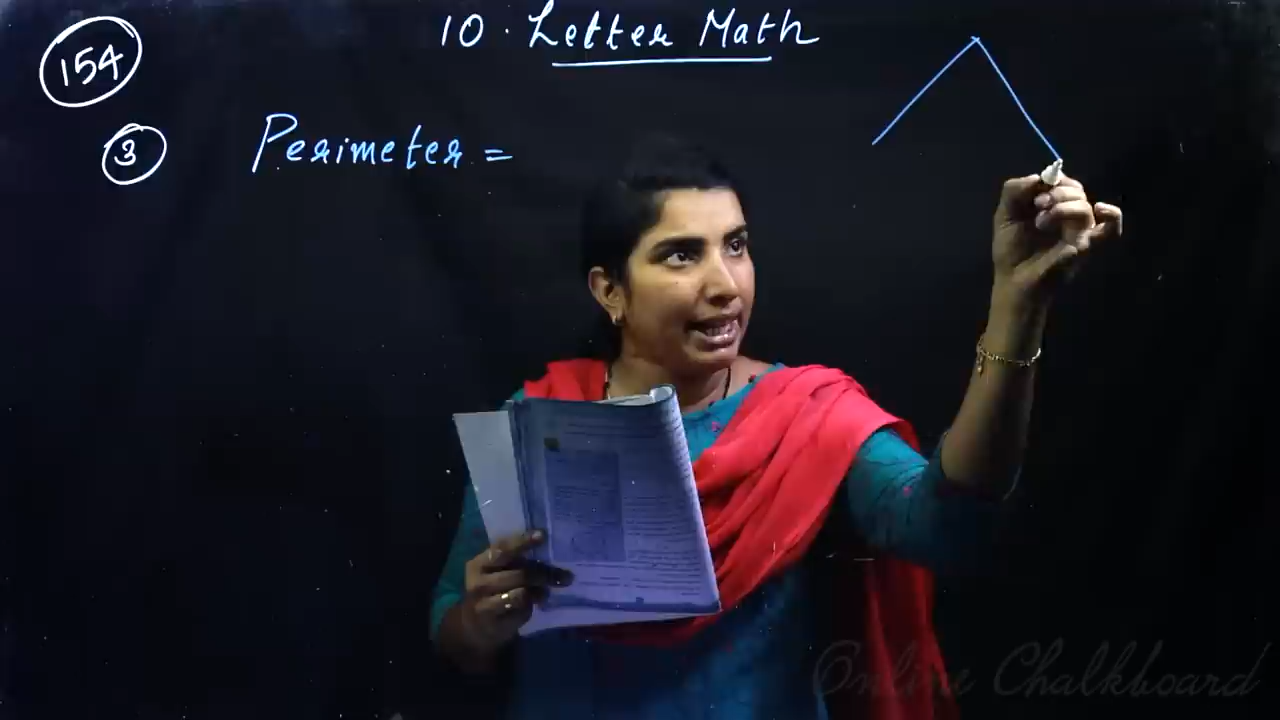 10. Letter Math
154
3 Perimeter =
Online Chalkboard